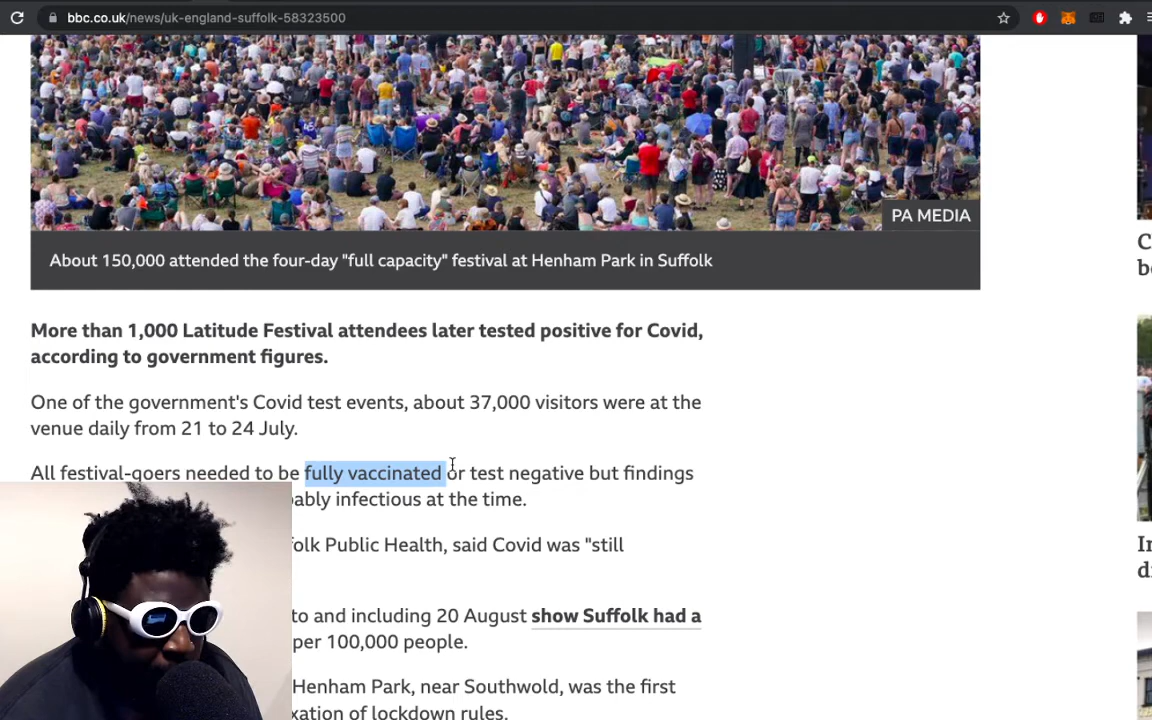 bbc.co.uk/news/uk-england-suffolk-58323500
PA MEDIA
About 150,000 attended the four-day "full capacity" festival at Henham Park in Suffolk
More than 1,000 Latitude Festival attendees later tested positive for Covid,
according to government figures.
One of the government's Covid test events, about 37,000 visitors were at the
venue daily from 21 to 24 July.
All festival-goers needed to be fully vaccinated or test negative but findings
ably infectious at the time.
olk Public Health, said Covid was "still
to and including 20 August show Suffolk had a
per 100,000 people.
Henham Park, near Southwold, was the first
xation of lockdown rules.
C
b
I
d